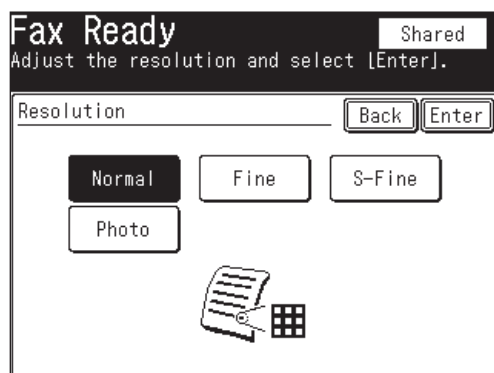 Fax Ready
Shared
Adjust the resolution and select [Enter].
Resolution
Back Enter
Normal Fine S-Fine
Photo